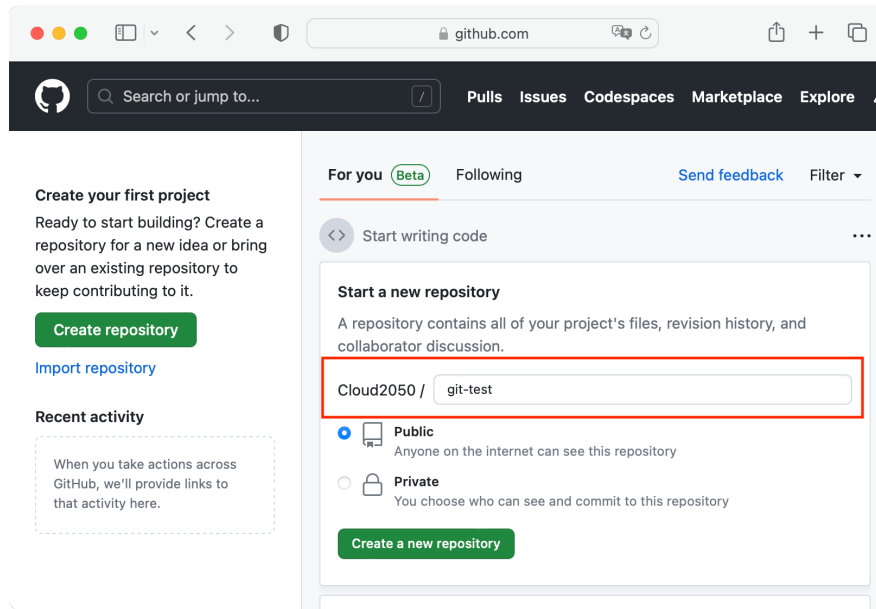 github.com
Search or jump to...
/
Pulls Issues Codespaces Marketplace Explore
For you Beta Following Send feedback Filter
Create your first project
Ready to start building? Create a
repository for a new idea or bring
over an existing repository to
keep contributing to it.
Create repository
Import repository
Recent activity
When you take actions across
GitHub, we'll provide links to
that activity here.
<> Start writing code
Start a new repository
A repository contains all of your project's files, revision history, and
collaborator discussion.
Cloud2050 / git-test
Public
Anyone on the internet can see this repository
Private
You choose who can see and commit to this repository
Create a new repository